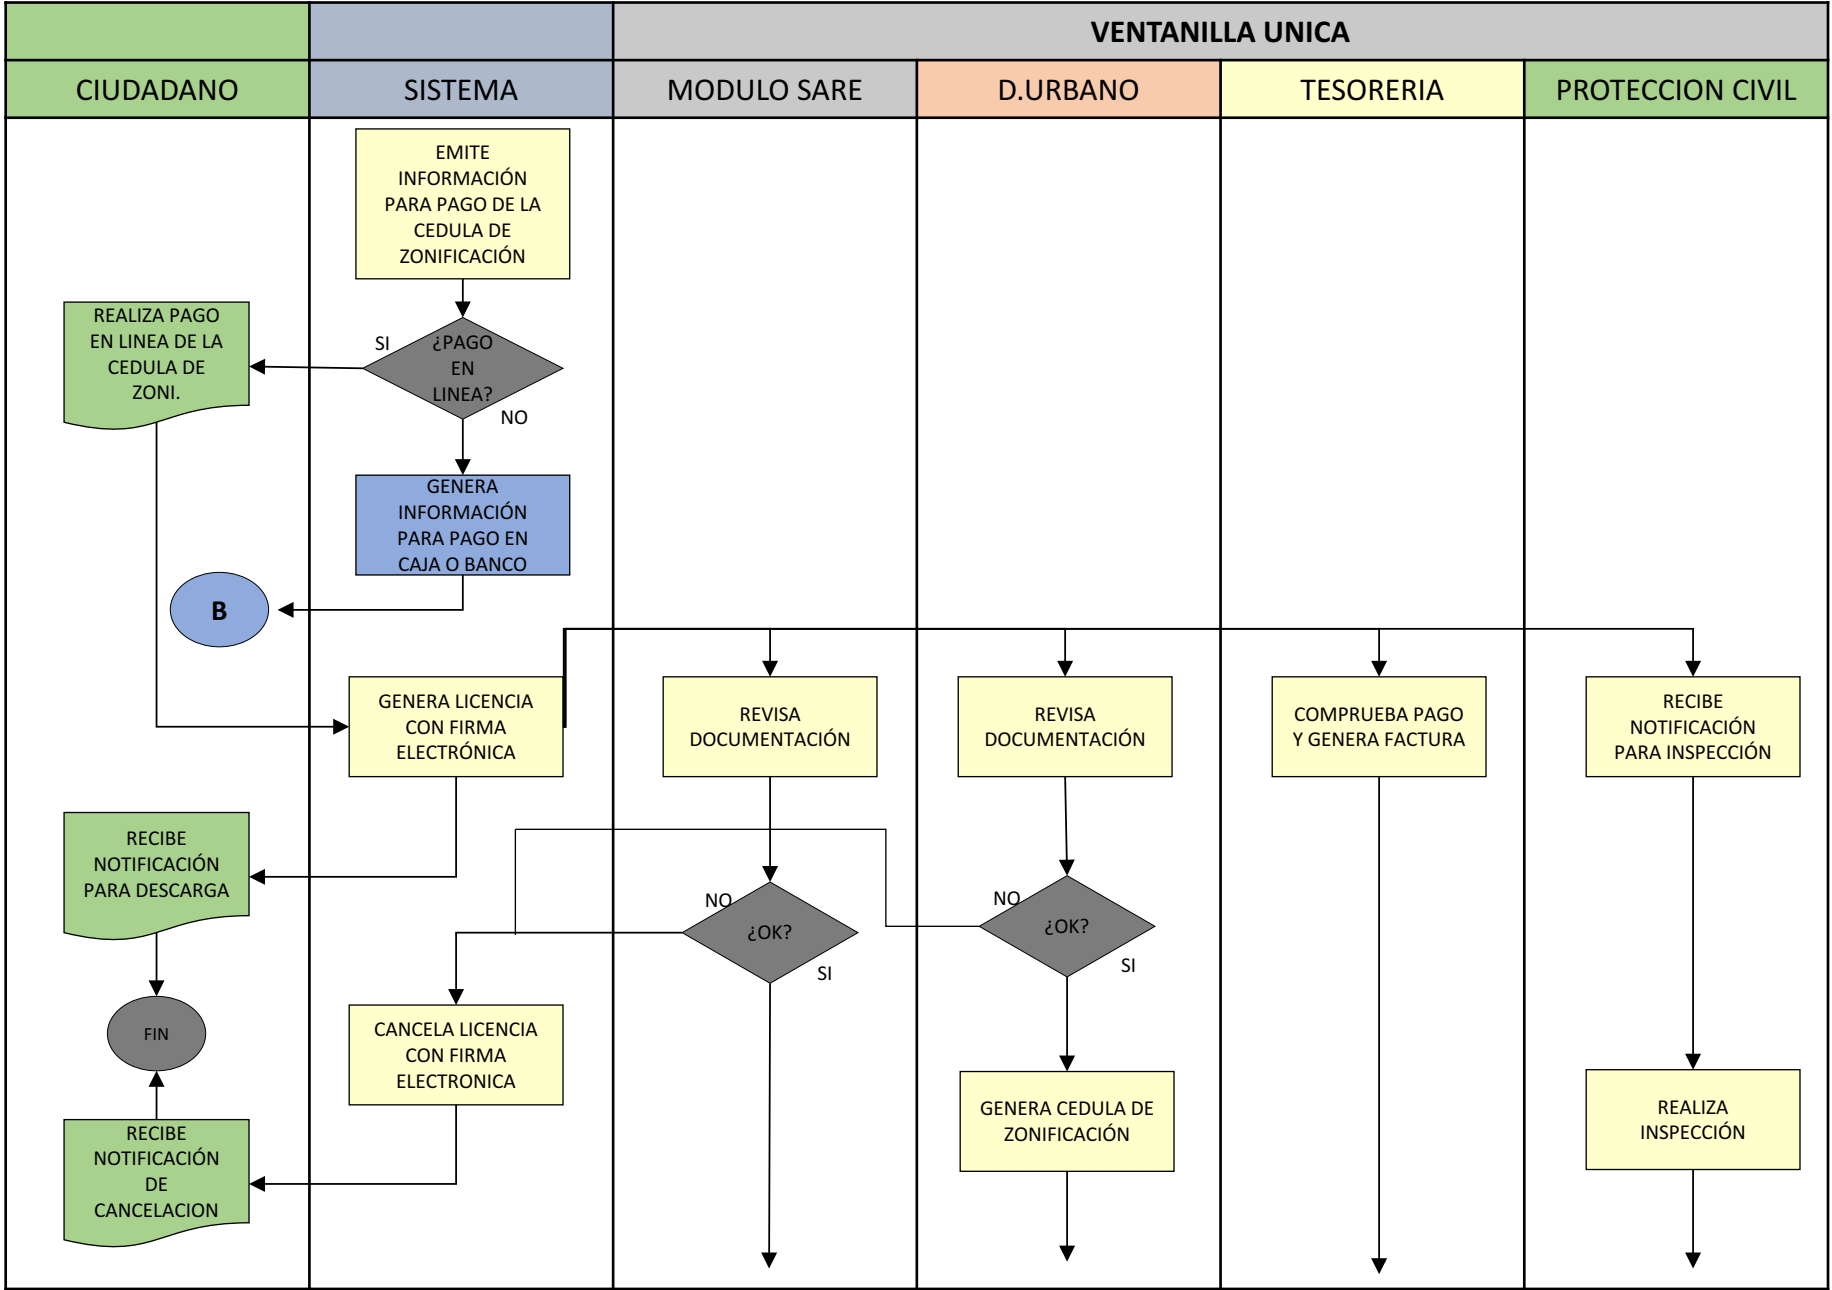 VENTANILLA UNICA
CIUDADANO
SISTEMA
MODULO SARE
D.URBANO
TESORERIA
PROTECCION CIVIL
EMITE
INFORMACIÓN
PARA PAGO DE LA
CEDULA DE
ZONIFICACIÓN
REALIZA PAGO
EN LINEA DE LA
CEDULA DE
ZONI.
SI
¿PAGO
EN
LINEA?
NO
GENERA
INFORMACIÓN
PARA PAGO EN
CAJA O BANCO
B
GENERA LICENCIA
CON FIRMA
ELECTRÓNICA
REVISA
DOCUMENTACIÓN
REVISA
DOCUMENTACIÓN
COMPRUEBA PAGO
Y GENERA FACTURA
RECIBE
NOTIFICACIÓN
PARA INSPECCIÓN
RECIBE
NOTIFICACIÓN
PARA DESCARGA
NO
¿OK?
SI
NO
¿OK?
SI
FIN
CANCELA LICENCIA
CON FIRMA
ELECTRONICA
GENERA CEDULA DE
ZONIFICACIÓN
REALIZA
INSPECCIÓN
RECIBE
NOTIFICACIÓN
DE
CANCELACION